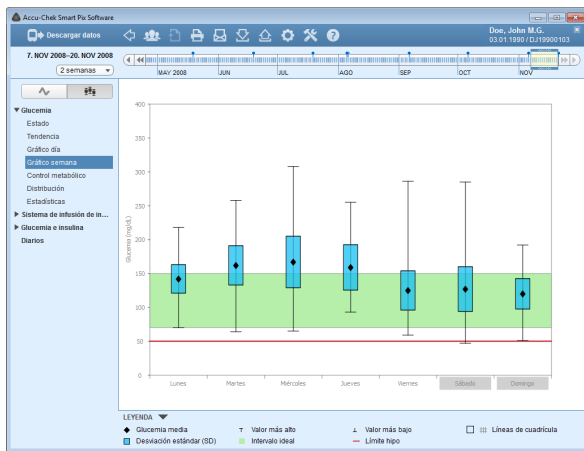 Accu-Chek Smart Pix Software
Descargar datos
Doe, John M.G.
03.01.1990 / DJ19900103
7. NOV 2008–20. NOV 2008
2 semanas
MAY 2008 JUN JUL AGO SEP OCT NOV
Glucemia
Estado
Tendencia
Gráfico día
Gráfico semana
Control metabólico
Distribución
Estadísticas
Sistema de infusión de in...
Glucemia e insulina
Diarios
Glucemia (mg/dL)
400
350
300
250
200
150
100
50
0
Lunes Martes Miércoles Jueves Viernes Sábado Domingo
LEYENDA
Glucemia media Valor más alto Valor más bajo Líneas de cuadrícula
Desviación estándar (SD) Intervalo ideal Límite hipo